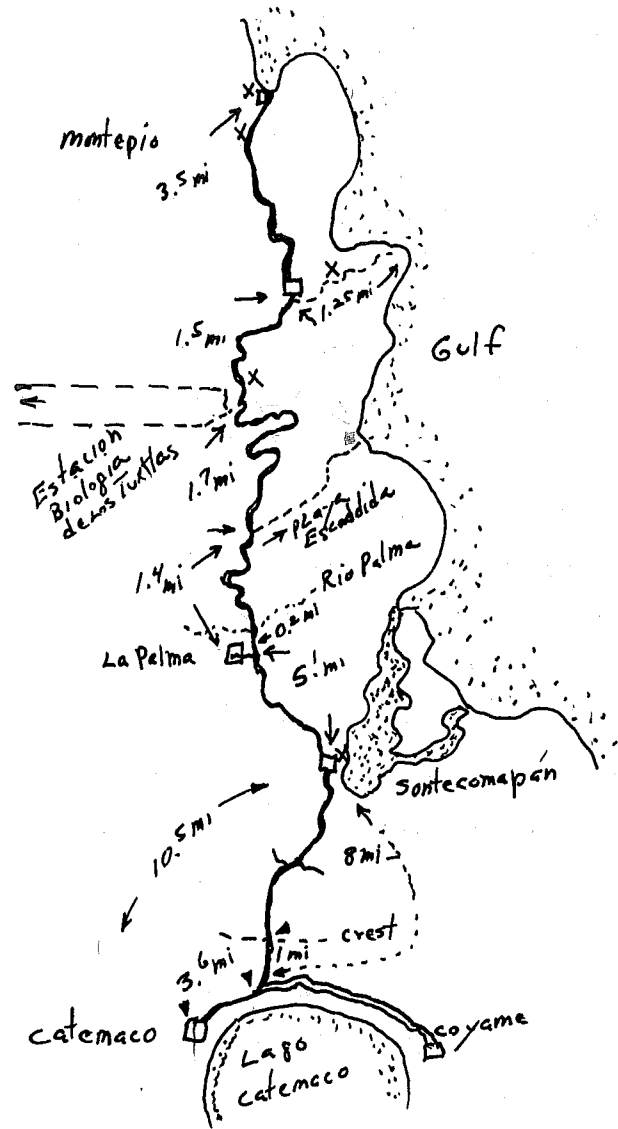 montepio
3.5 mi
1.25 mi
1.5 mi
Gulf
Estacion
Biologia
de Los Tuxtlas
1.7 mi
PLaya
Escondida
1.4 mi
Rio Palma
0.2 mi
La Palma
5.1 mi
Sontecomapán
10.5 mi
8 mi
crest
1 mi
3.6 mi
Catemaco
coyame
Lago
catemaco